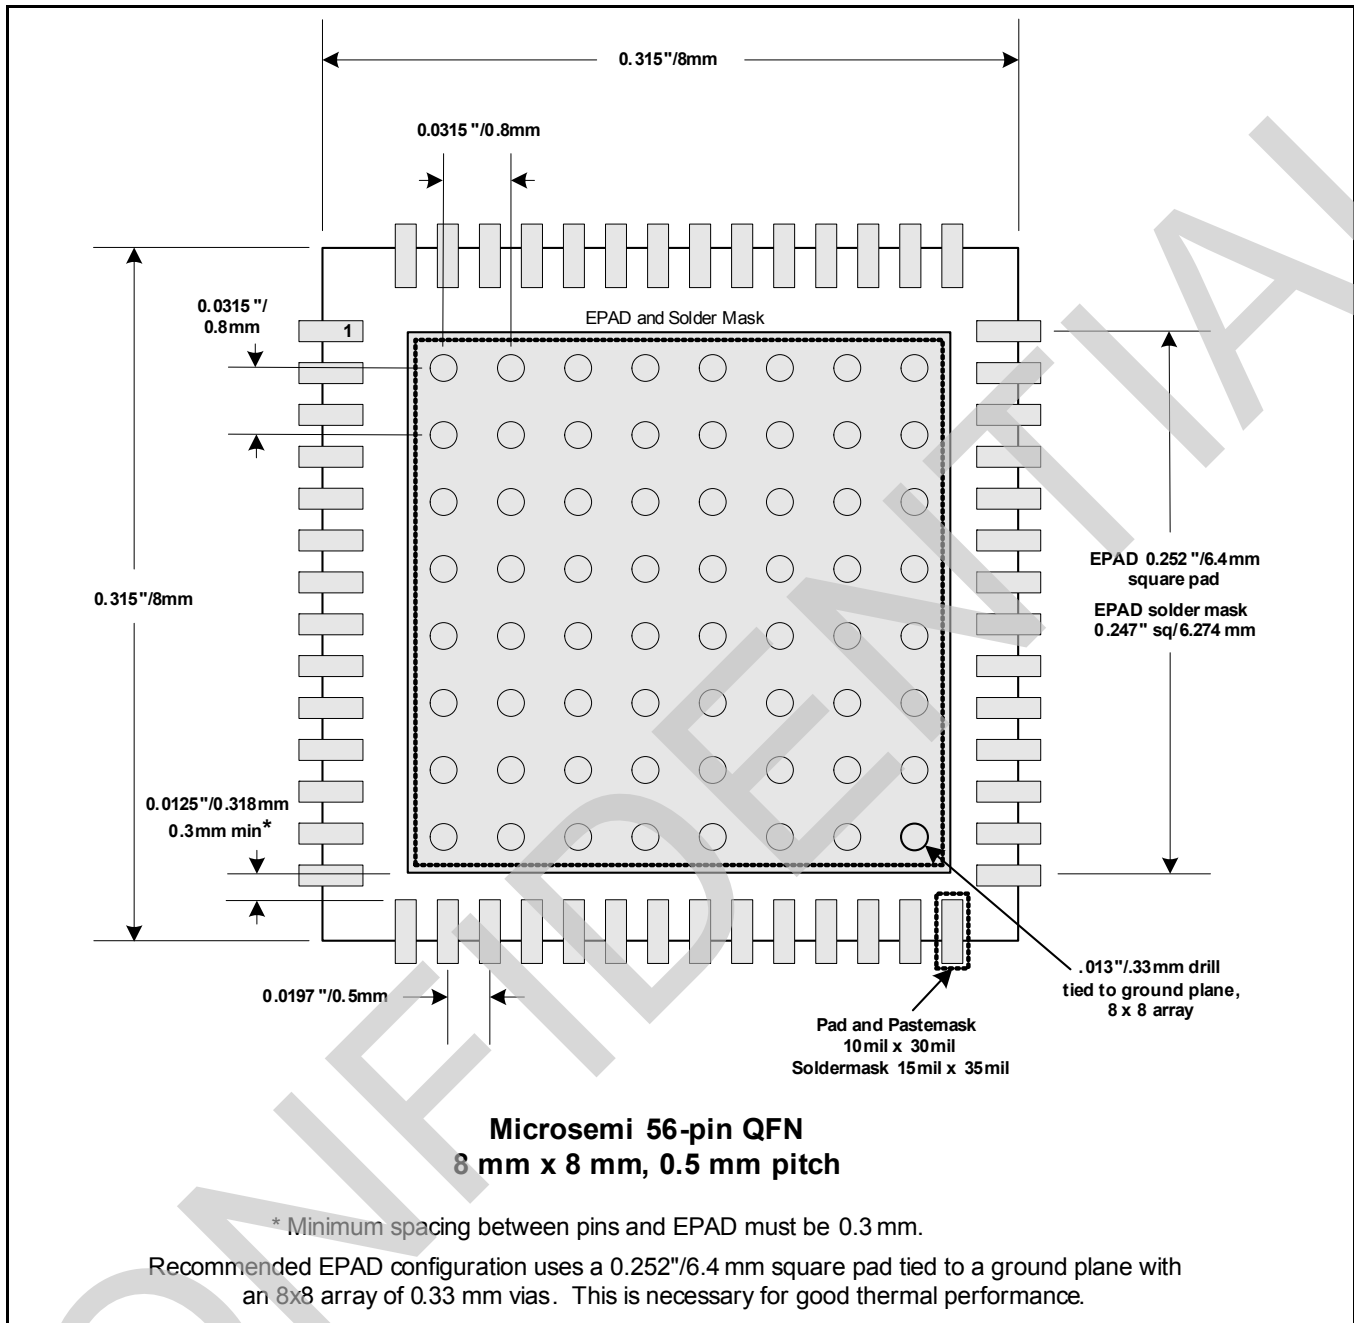 0.315"/8mm
0.0315"/0.8mm
0.0315"/
0.8mm
EPAD and Solder Mask
1
EPAD 0.252"/6.4mm
square pad
EPAD solder mask
0.247" sq/6.274 mm
0.315"/8mm
0.0125"/0.318mm
0.3mm min*
0.0197"/0.5mm
.013"/.33mm drill
tied to ground plane,
8 x 8 array
Pad and Pastemask
10mil x 30mil
Soldermask 15mil x 35mil
Microsemi 56-pin QFN
8 mm x 8 mm, 0.5 mm pitch
* Minimum spacing between pins and EPAD must be 0.3 mm.
Recommended EPAD configuration uses a 0.252"/6.4 mm square pad tied to a ground plane with
an 8x8 array of 0.33 mm vias. This is necessary for good thermal performance.
ONFIDENTIAL